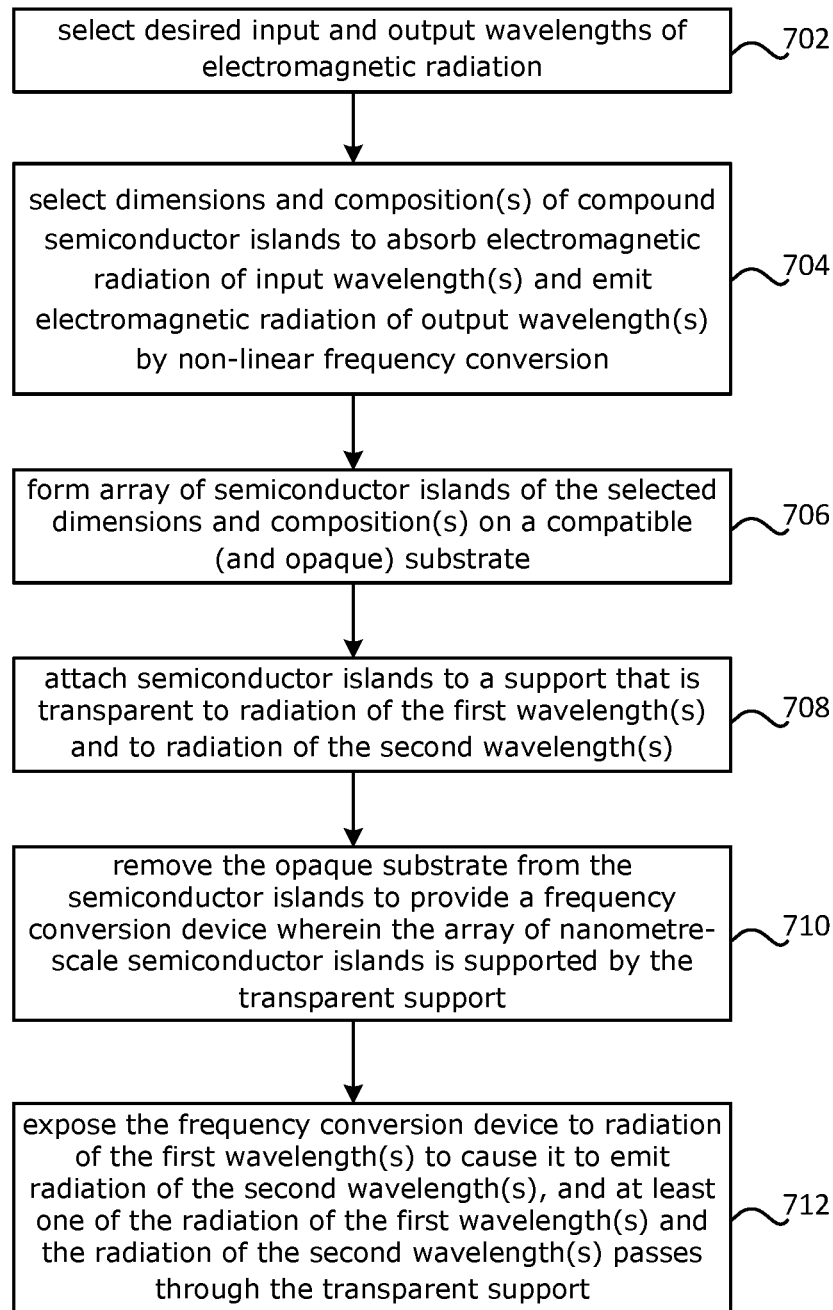 select desired input and output wavelengths of
electromagnetic radiation
702
select dimensions and composition(s) of compound
semiconductor islands to absorb electromagnetic
radiation of input wavelength(s) and emit
electromagnetic radiation of output wavelength(s)
by non-linear frequency conversion
704
form array of semiconductor islands of the selected
dimensions and composition(s) on a compatible
(and opaque) substrate
706
attach semiconductor islands to a support that is
transparent to radiation of the first wavelength(s)
and to radiation of the second wavelength(s)
708
remove the opaque substrate from the
semiconductor islands to provide a frequency
conversion device wherein the array of nanometre-
scale semiconductor islands is supported by the
transparent support
710
expose the frequency conversion device to radiation
of the first wavelength(s) to cause it to emit
radiation of the second wavelength(s), and at least
one of the radiation of the first wavelength(s) and
the radiation of the second wavelength(s) passes
through the transparent support
712